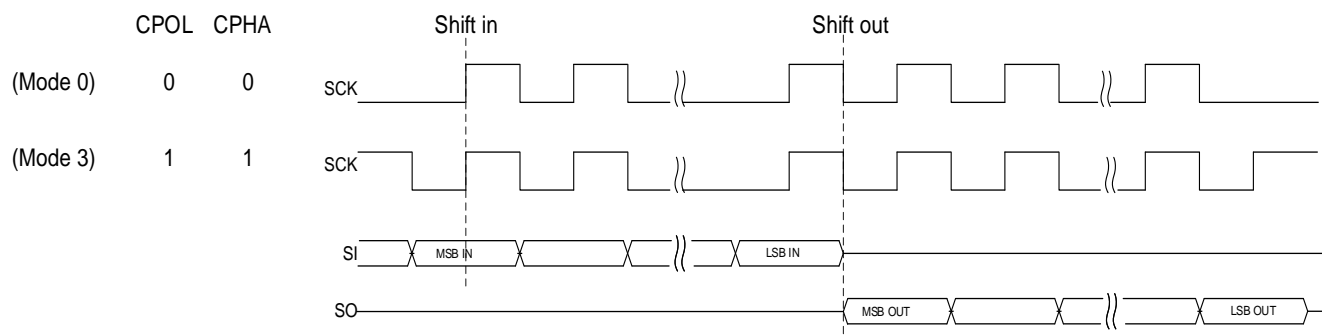 CPOL CPHA Shift in Shift out
(Mode 0) 0 0 SCK
(Mode 3) 1 1 SCK
SI MSB IN LSB IN
SO MSB OUT LSB OUT